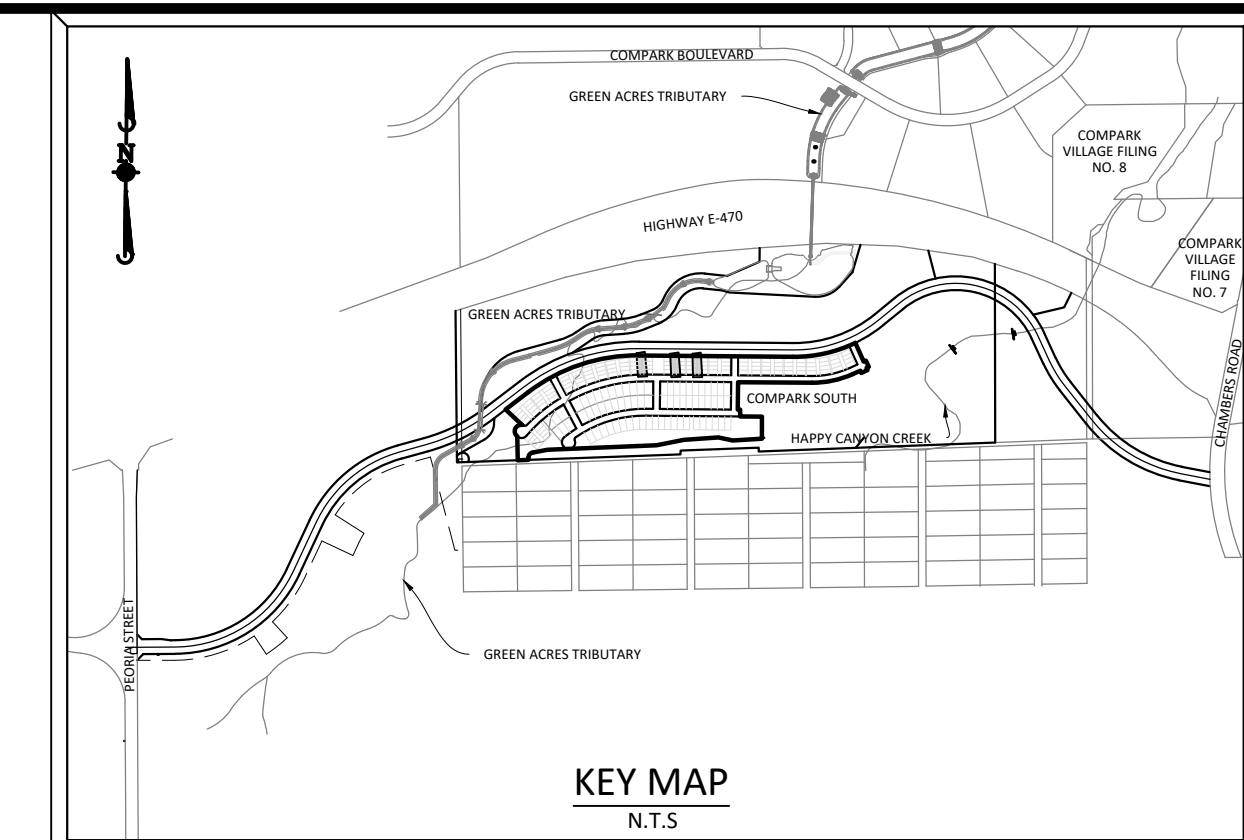 COMPARK BOULEVARD
GREEN ACRES TRIBUTARY
N
COMPARK
VILLAGE FILING
NO. 8
HIGHWAY E-470
COMPARK
VILLAGE
FILING
NO. 7
GREEN ACRES TRIBUTARY
COMPARK SOUTH
HAPPY CANYON CREEK
CHAMBERS ROAD
PEORIA STREET
GREEN ACRES TRIBUTARY
KEY MAP
N.T.S